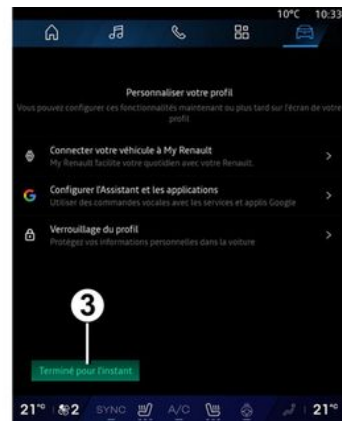 10°C 10:33
Personnaliser votre profil
Vous pouvez configurer ces fonctionnalités maintenant ou plus tard sur l'écran de votre
profil
Connecter votre véhicule à My Renault
My Renault facilite votre quotidien avec votre Renault.
Configurer l'Assistant et les applications
Utiliser des commandes vocales avec les services et applis Google
Verrouillage du profil
Protégez vos informations personnelles dans la voiture
3
Terminé pour l'instant
21°C 2 SYNC A/C 21°C